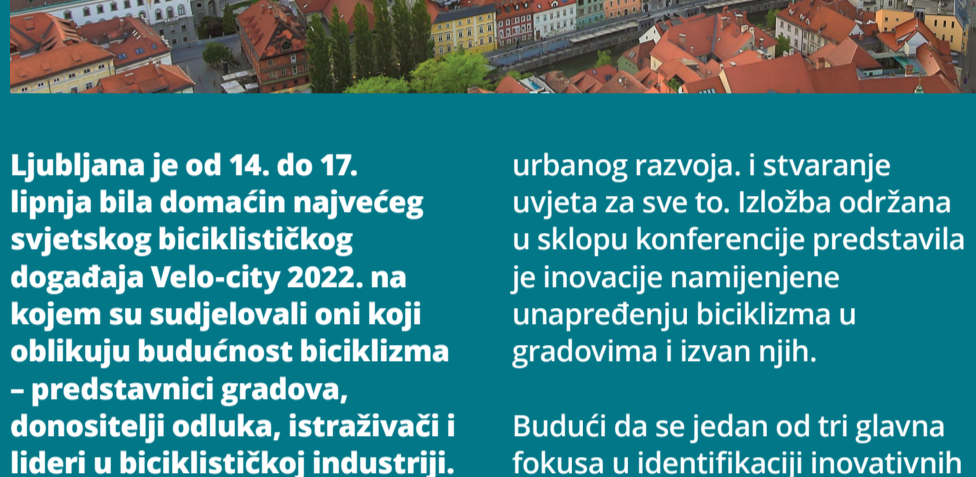 Ljubljana je od 14. do 17.
lipnja bila domaćin najvećeg
svjetskog biciklističkog
događaja Velo-city 2022. na
kojem su sudjelovali oni koji
oblikuju budućnost biciklizma
– predstavnici gradova,
donositelji odluka, istraživači i
lideri u biciklističkoj industriji.
urbanog razvoja. i stvaranje
uvjeta za sve to. Izložba održana
u sklopu konferencije predstavila
je inovacije namijenjene
unapređenju biciklizma u
gradovima i izvan njih.
Budući da se jedan od tri glavna
fokusa u identifikaciji inovativnih